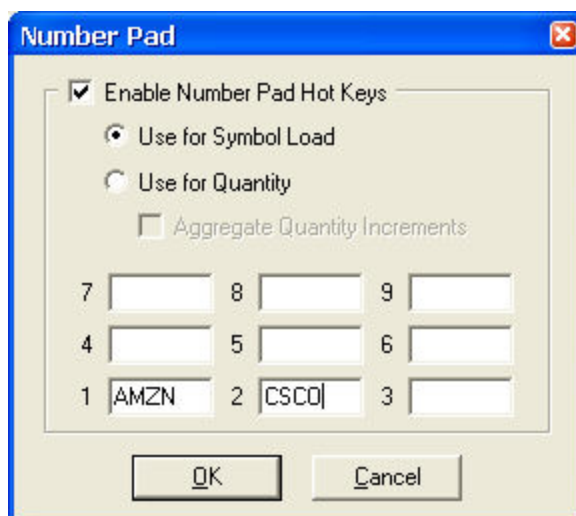 Number Pad
Enable Number Pad Hot Keys
Use for Symbol Load
Use for Quantity
Aggregate Quantity Increments
7 8 9
4 5 6
1 AMZN 2 CSCO 3
OK Cancel